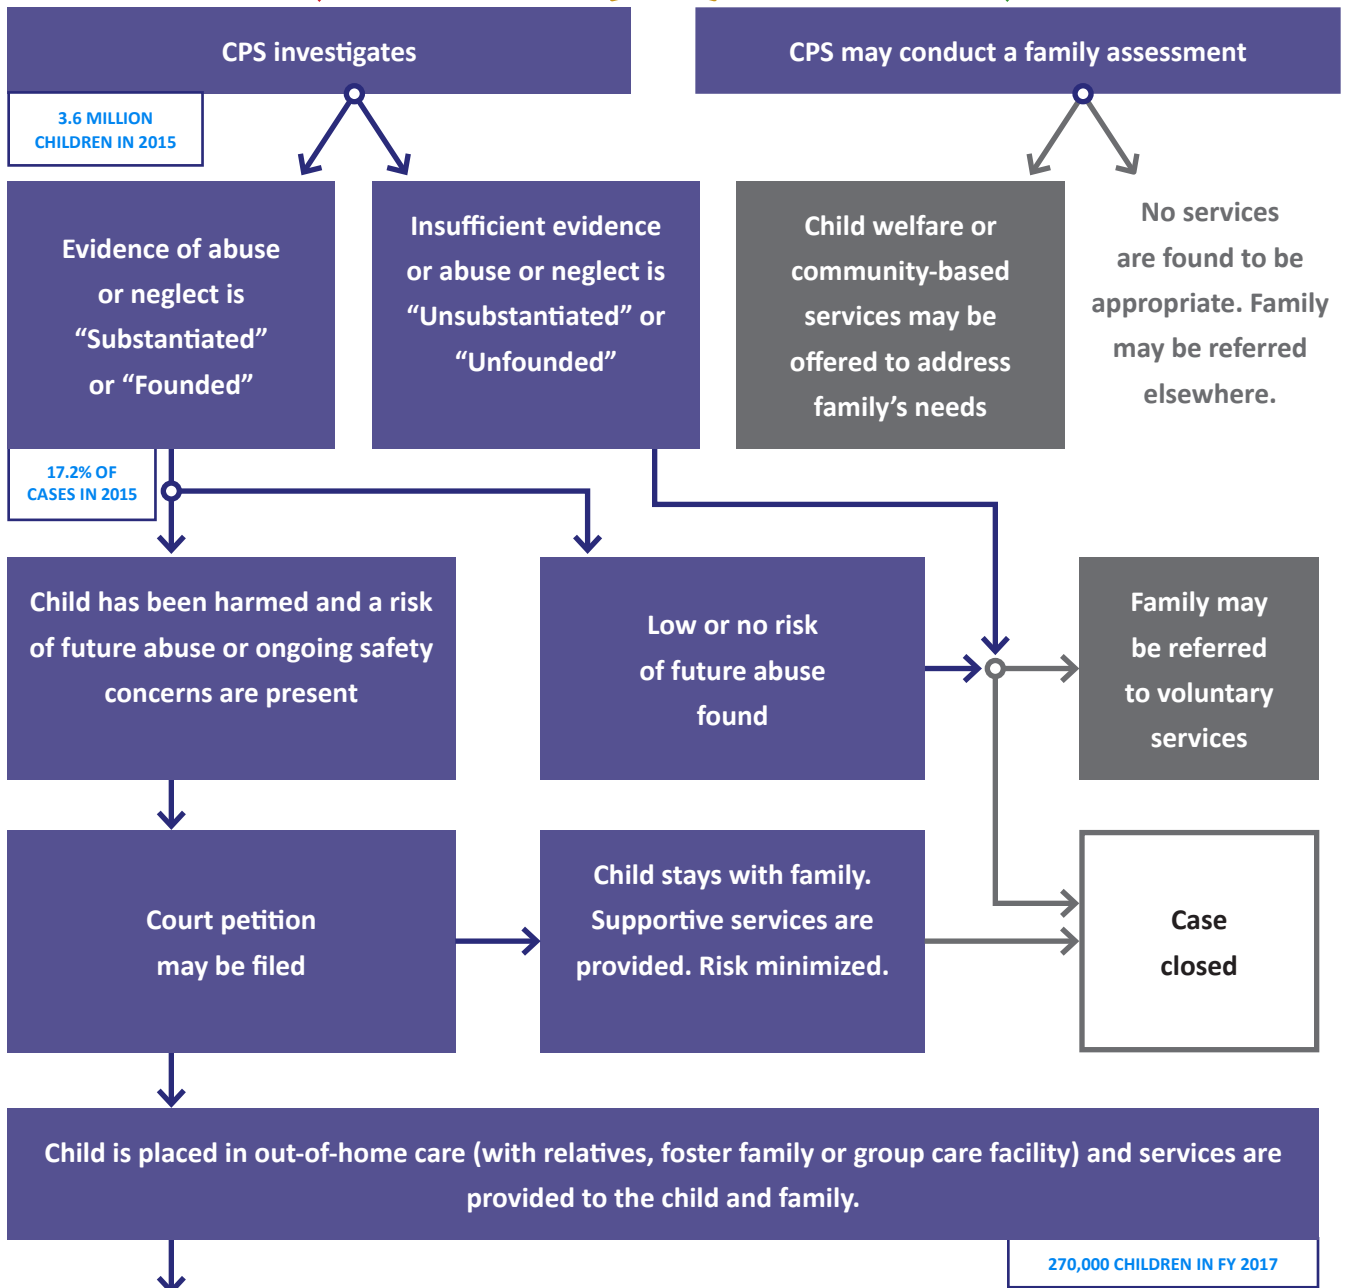 CPS investigates
CPS may conduct a family assessment
3.6 MILLION
CHILDREN IN 2015
Evidence of abuse
or neglect is
“Substantiated”
or “Founded”
Insufficient evidence
or abuse or neglect is
“Unsubstantiated” or
“Unfounded”
Child welfare or
community-based
services may be
offered to address
family’s needs
No services
are found to be
appropriate. Family
may be referred
elsewhere.
17.2% OF
CASES IN 2015
Child has been harmed and a risk
of future abuse or ongoing safety
concerns are present
Low or no risk
of future abuse
found
Family may
be referred
to voluntary
services
Court petition
may be filed
Child stays with family.
Supportive services are
provided. Risk minimized.
Case
closed
Child is placed in out-of-home care (with relatives, foster family or group care facility) and services are
provided to the child and family.
270,000 CHILDREN IN FY 2017